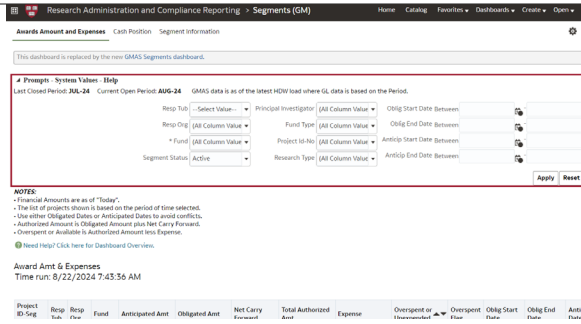 Research Administration and Compliance Reporting > Segments (GM)
Home Catalog Favorites Dashboards Create Open
Awards Amount and Expenses Cash Position Segment Information
This dashboard is replaced by the new GMAS Segments dashboard.
Prompts - System Values - Help
Last Closed Period: JUL-24 Current Open Period: AUG-24 GMAS data is as of the latest HDW load where GL data is based on the Period.
Resp Tub --Select Value-- Principal Investigator (All Column Value Oblig Start Date Between
Resp Org (All Column Value Fund Type (All Column Value Oblig End Date Between
* Fund (All Column Value Project Id-No (All Column Value Anticip Start Date Between
Segment Status Active Research Type (All Column Value Anticip End Date Between
Apply Reset
NOTES:
• Financial Amounts are as of "Today".
• The list of projects shown is based on the period of time selected.
• Use either Obligated Dates or Anticipated Dates to avoid conflicts.
• Authorized Amount is Obligated Amount plus Net Carry Forward.
• Overspent or Available is Authorized Amount less Expense.
Need Help? Click here for Dashboard Overview.
Award Amt & Expenses
Time run: 8/22/2024 7:43:36 AM
Project Resp Resp Net Carry Total Authorized Overspent or Overspent Oblig Start Oblig End
ID-Seg Tub Org Fund Anticipated Amt Obligated Amt Forward Amt Expense Unexpended Flag Date Date